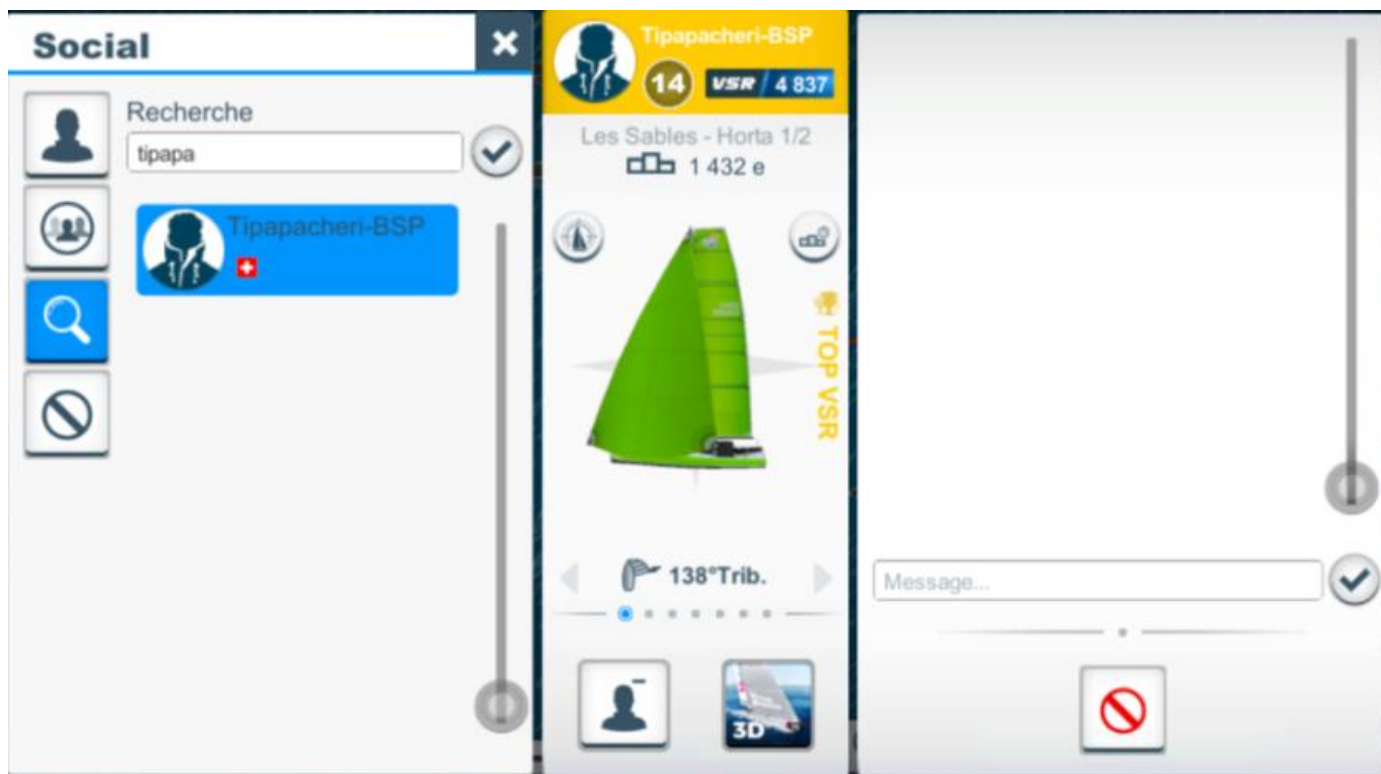 Social
Recherche
tipapa
Tipapacheri-BSP
Tipapacheri-BSP
14
VSR 4 837
Les Sables - Horta 1/2
1 432 e
TOP VSR
138°Trib.
3D
Message...